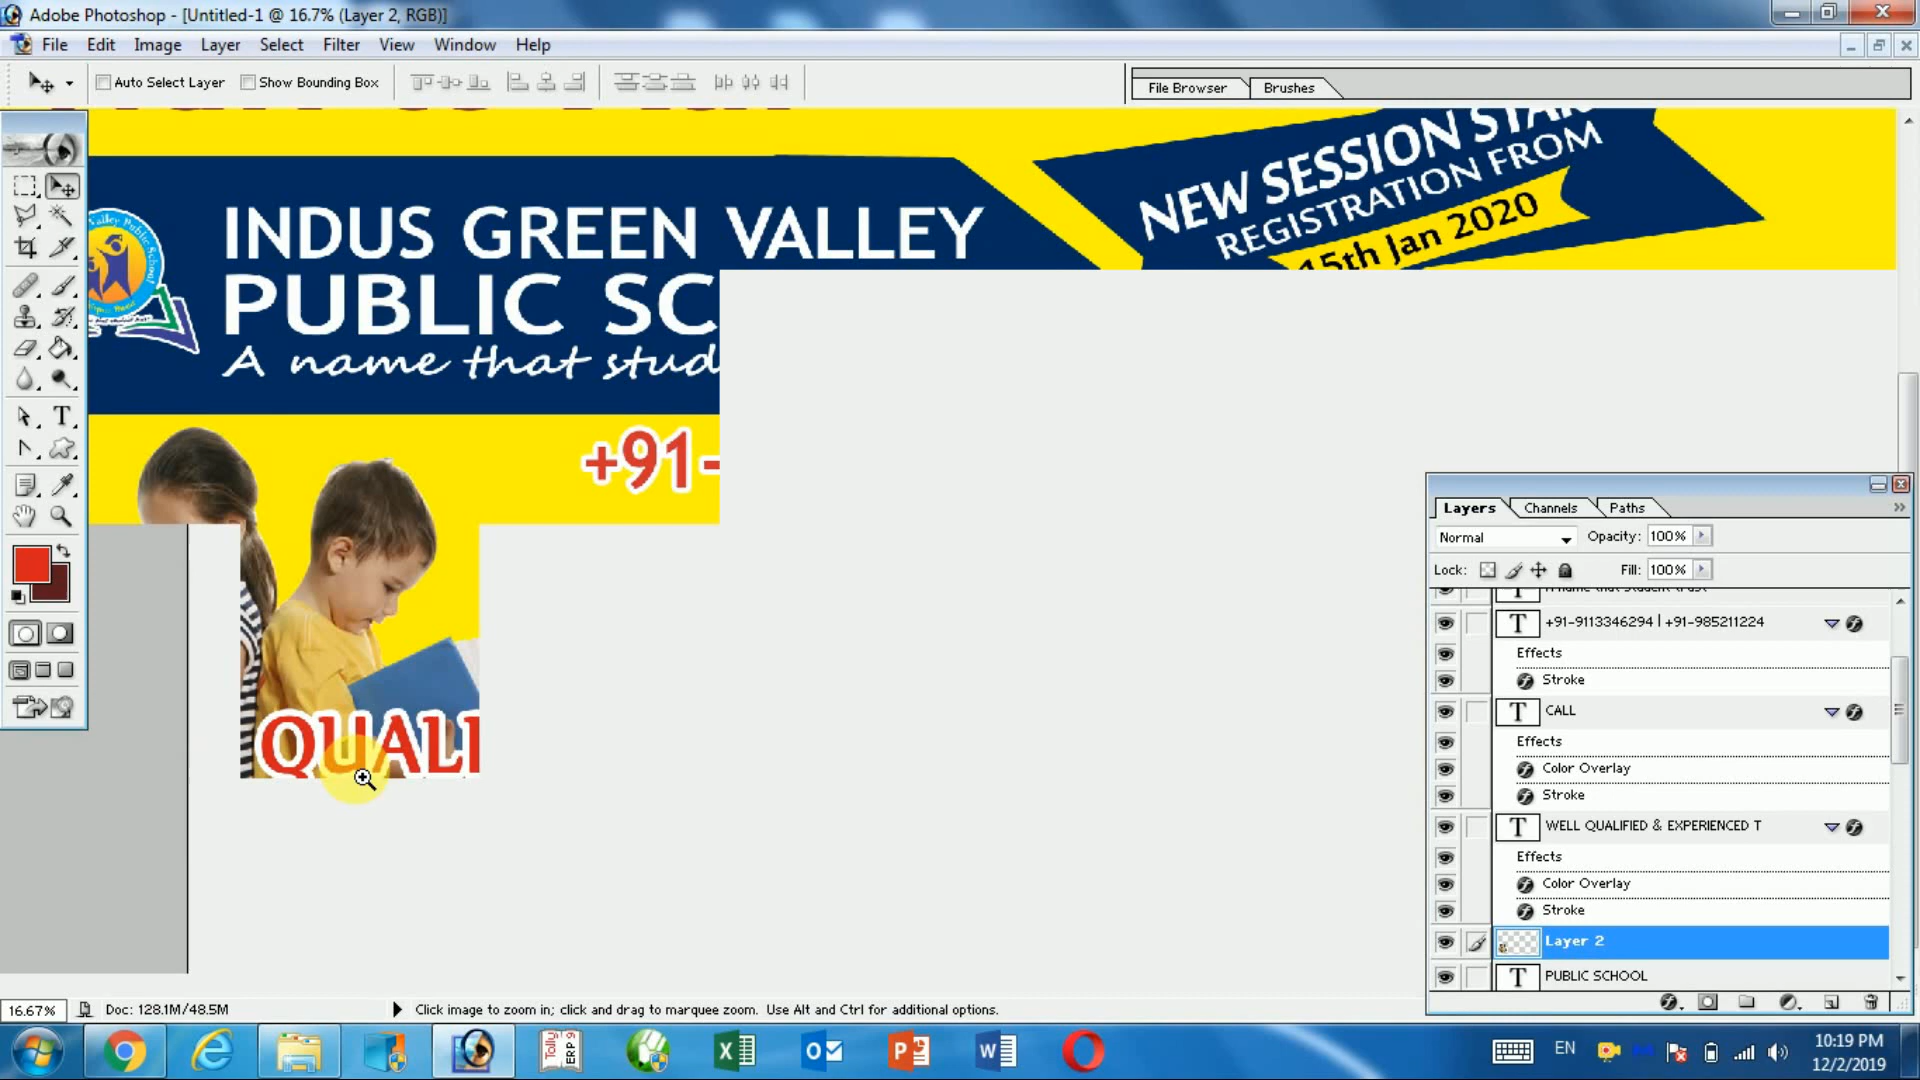 Adobe Photoshop - [Untitled-1 @ 16.7% (Layer 2, RGB)]
File Edit Image Layer Select Filter View Window Help
Auto Select Layer Show Bounding Box
File Browser Brushes
NEW SESSION STAR
REGISTRATION FROM
15th Jan 2020
INDUS GREEN VALLEY
PUBLIC SC
A name that stud
+91-
QUALI
Layers Channels Paths
Normal Opacity: 100%
Lock: Fill: 100%
+91-9113346294 | +91-985211224
Effects
Stroke
CALL
Effects
Color Overlay
Stroke
WELL QUALIFIED & EXPERIENCED T
Effects
Color Overlay
Stroke
Layer 2
PUBLIC SCHOOL
16.67% Doc: 128.1M/48.5M Click image to zoom in; click and drag to marquee zoom. Use Alt and Ctrl for additional options.
EN
10:19 PM
12/2/2019